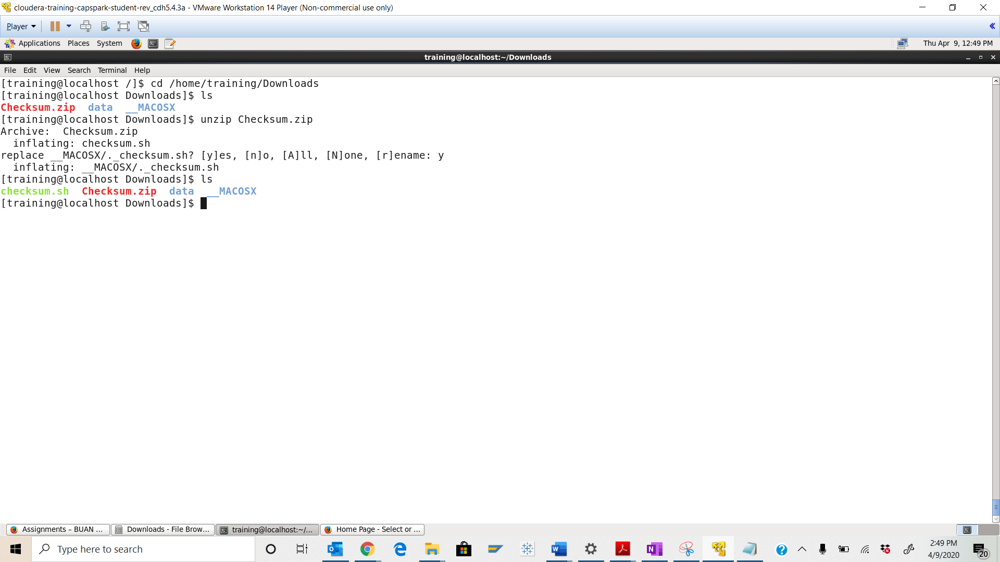 cloudera-training-capspark-student-rev_cdh5.4.3a - VMware Workstation 14 Player (Non-commercial use only)
Player
Applications Places System Thu Apr 9, 12:49 PM
training@localhost:~/Downloads
File Edit View Search Terminal Help
[training@localhost /]$ cd /home/training/Downloads
[training@localhost Downloads]$ ls
Checksum.zip data __MACOSX
[training@localhost Downloads]$ unzip Checksum.zip
Archive: Checksum.zip
inflating: checksum.sh
replace __MACOSX/._checksum.sh? [y]es, [n]o, [A]ll, [N]one, [r]ename: y
inflating: __MACOSX/._checksum.sh
[training@localhost Downloads]$ ls
checksum.sh Checksum.zip data __MACOSX
[training@localhost Downloads]$
Assignments – BUAN ... Downloads - File Brow... training@localhost:~/... Home Page - Select or ...
Type here to search
2:49 PM
4/9/2020
20